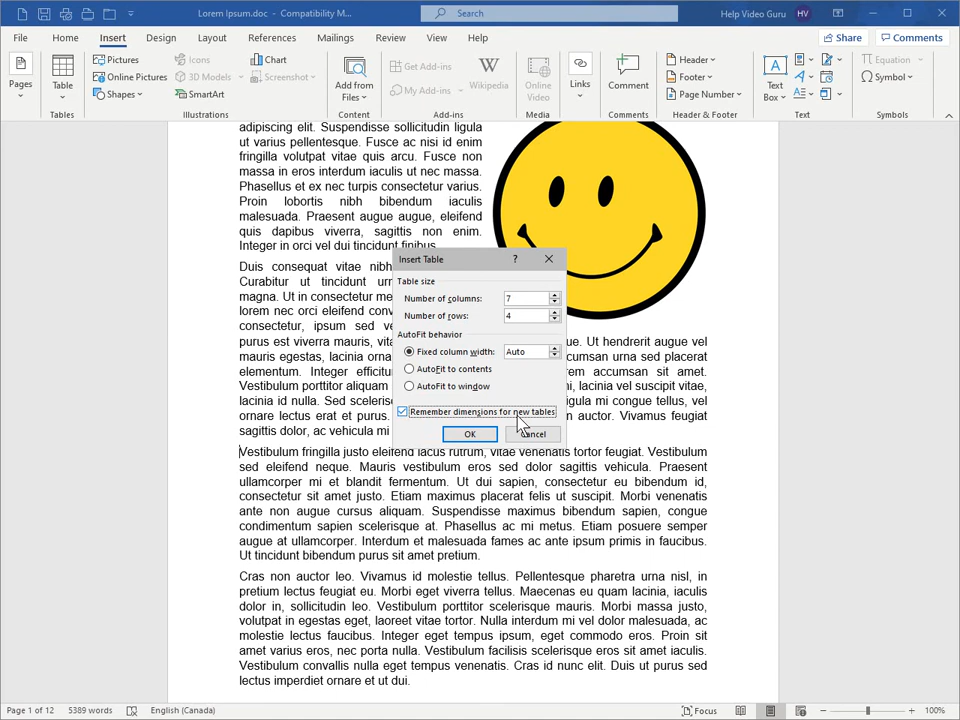 Lorem Ipsum.doc - Compatibility M...
Search
Help Video Guru
HV
File Home Insert Design Layout References Mailings Review View Help
Share
Comments
Pages
Table
Tables
Pictures
Online Pictures
Shapes
Icons
3D Models
SmartArt
Chart
Screenshot
Illustrations
Add from
Files
Content
Get Add-ins
My Add-ins
Wikipedia
Add-ins
Online
Video
Media
Links
Comment
Comments
Header
Footer
Page Number
Header & Footer
Text
Box
Text
Equation
Symbol
Symbols
adipiscing elit. Suspendisse sollicitudin ligula
ut varius pellentesque. Fusce ac nisi id enim
fringilla volutpat vitae quis arcu. Fusce non
massa in eros interdum iaculis ut nec massa.
Phasellus et ex nec turpis consectetur varius.
Proin lobortis nibh bibendum iaculis
malesuada. Praesent augue augue, eleifend
quis dapibus viverra, sagittis non enim.
Integer in orci vel dui tincidunt finibus.
Duis consequat vitae nibh
Curabitur ut tincidunt
magna. Ut in consectetur
lorem nec orci eleifend
consectetur, ipsum sed
purus est viverra mauris, . Ut hendrerit augue vel
mauris egestas, lacinia cumsan urna sed placerat
elementum. Integer , lacinia vel suscipit vitae,
Vestibulum porttitor aliquam ligula mi congue tellus,
lacinia id nulla. Sed auctor. Vivamus feugiat
ornare lectus erat et purus.
sagittis dolor, ac vehicula mi
Insert Table
?
Table size
Number of columns: 7
Number of rows: 4
AutoFit behavior
Fixed column width: Auto
AutoFit to contents
AutoFit to window
Remember dimensions for new tables
OK
Cancel
Vestibulum fringilla justo eleifend lacus rutrum, vitae venenatis tortor feugiat. Vestibulum
sed eleifend neque. Mauris vestibulum eros sed dolor sagittis vehicula. Praesent
ullamcorper mi et blandit fermentum. Ut dui sapien, consectetur eu bibendum id,
consectetur sit amet justo. Etiam maximus placerat felis ut suscipit. Morbi venenatis
ante non augue cursus aliquam. Suspendisse maximus bibendum sapien, congue
condimentum sapien scelerisque at. Phasellus ac mi metus. Etiam posuere semper
augue at ullamcorper. Interdum et malesuada fames ac ante ipsum primis in faucibus.
Ut tincidunt bibendum purus sit amet pretium.
Cras non auctor leo. Vivamus id molestie tellus. Pellentesque pharetra urna nisl, in
pretium lectus feugiat eu. Morbi eget viverra tellus. Maecenas eu quam lacinia, iaculis
dolor in, sollicitudin leo. Vestibulum porttitor scelerisque mauris. Morbi massa justo,
volutpat in egestas eget, laoreet vitae tortor. Nulla interdum mi vel dolor malesuada, ac
molestie lectus faucibus. Integer eget tempus ipsum, eget commodo eros. Proin sit
amet varius eros, nec porta nulla. Vestibulum facilisis scelerisque eros sit amet iaculis.
Vestibulum convallis nulla eget tempus venenatis. Cras id nunc elit. Duis ut purus sed
lectus imperdiet ornare et ut dui.
Page 1 of 12
5389 words
English (Canada)
Focus
100%